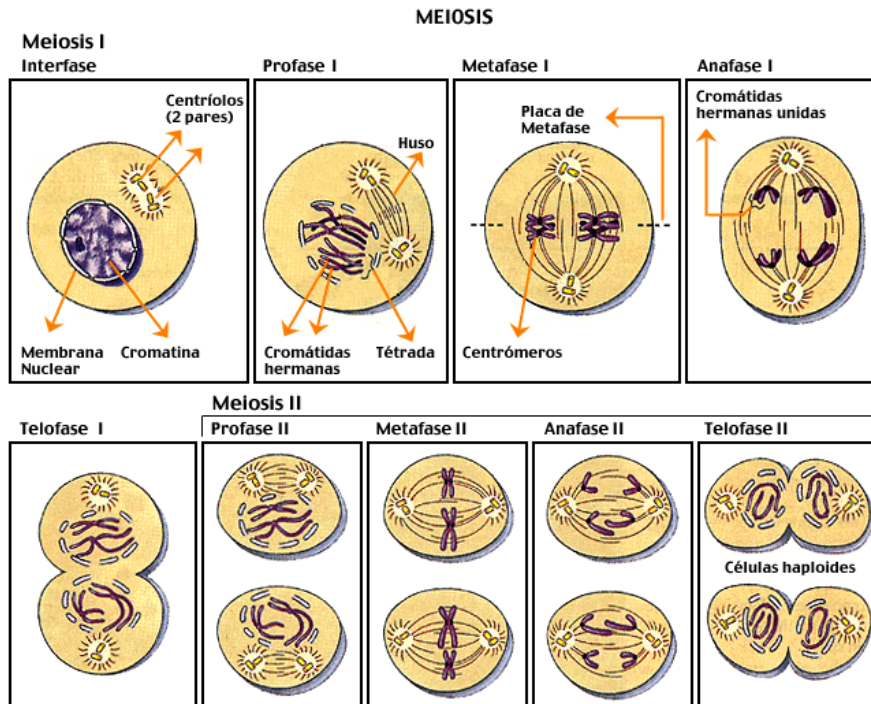 MEIOSIS
Meiosis I
Interfase
Centríolos
(2 pares)
Membrana
Nuclear
Cromatina
Profase I
Huso
Cromátidas
hermanas
Tétrada
Metafase I
Placa de
Metafase
Centrómeros
Anafase I
Cromátidas
hermanas unidas
Telofase I
Meiosis II
Profase II
Metafase II
Anafase II
Telofase II
Células haploides